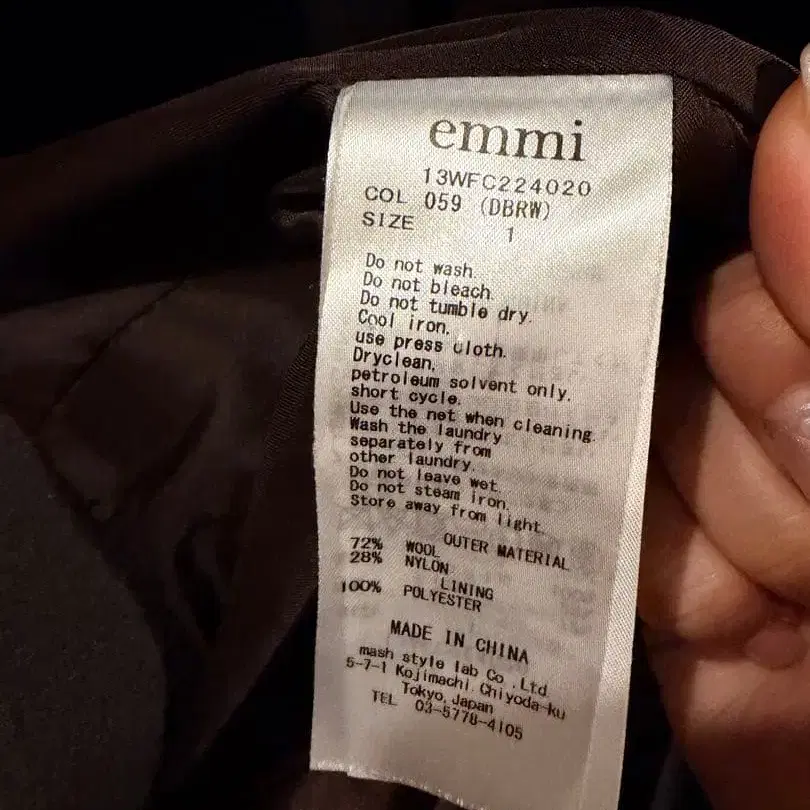 emmi
13WFC224020
COL 059 (DBRW)
SIZE 1
Do not wash.
Do not bleach.
Do not tumble dry.
Cool iron,
use press cloth.
Dryclean,
petroleum solvent only,
short cycle.
Use the net when cleaning.
Wash the laundry
separately from
other laundry.
Do not leave wet.
Do not steam iron.
Store away from light.
OUTER MATERIAL
72% WOOL
28% NYLON
LINING
100% POLYESTER
MADE IN CHINA
mash style lab Co.,Ltd
5-7-1 Kojimachi, Chiyoda-ku
Tokyo, Japan
TEL 03-5778-4105